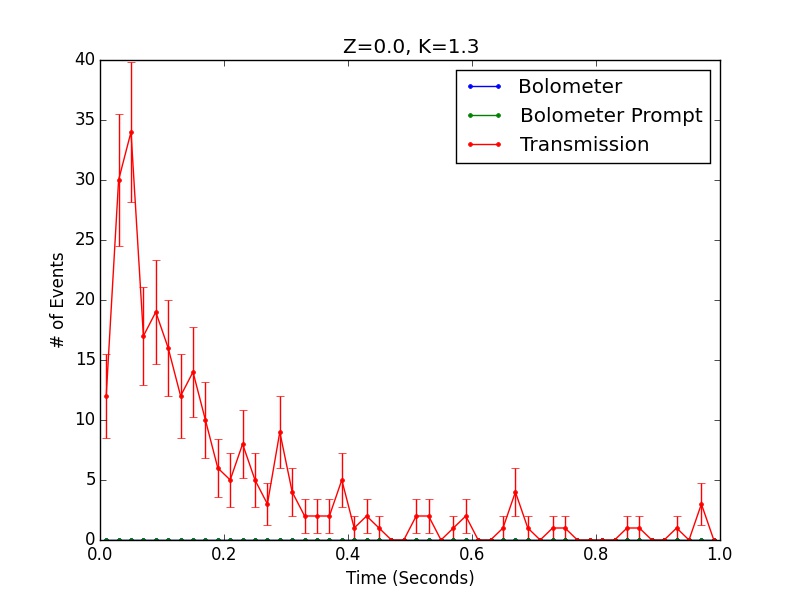 Z=0.0, K=1.3
Bolometer
Bolometer Prompt
Transmission
# of Events
40
35
30
25
20
15
10
5
0
0.0 0.2 0.4 0.6 0.8 1.0
Time (Seconds)